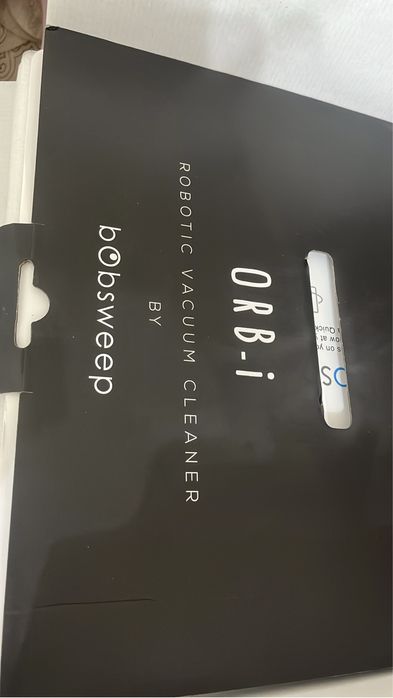 ORB-i
ROBOTIC VACUUM CLEANER
BY
bObsweep